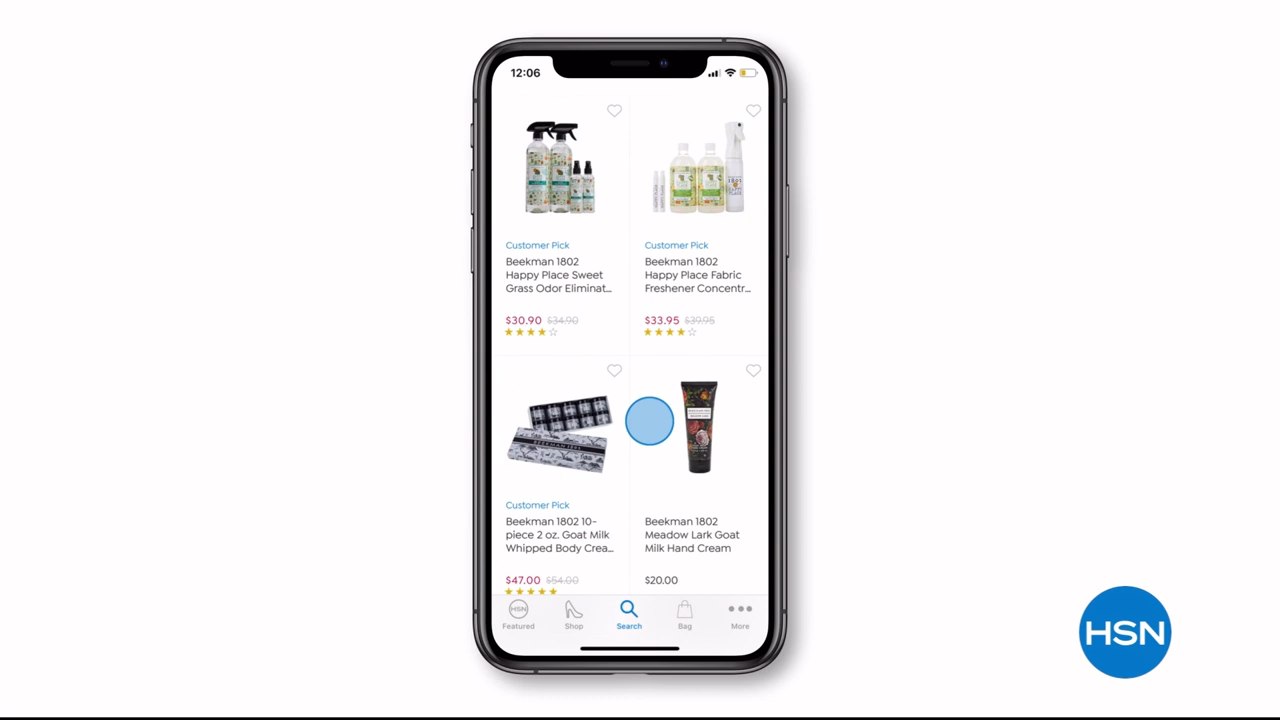 12:06
Customer Pick
Beekman 1802
Happy Place Sweet
Grass Odor Eliminat...
$30.90 $34.90
Customer Pick
Beekman 1802
Happy Place Fabric
Freshener Concentr...
$33.95 $39.95
BEEKMAN 1802
Customer Pick
Beekman 1802 10-
piece 2 oz. Goat Milk
Whipped Body Crea...
$47.00 $54.00
Beekman 1802
Meadow Lark Goat
Milk Hand Cream
$20.00
HSN
Featured
Shop
Search
Bag
More
HSN